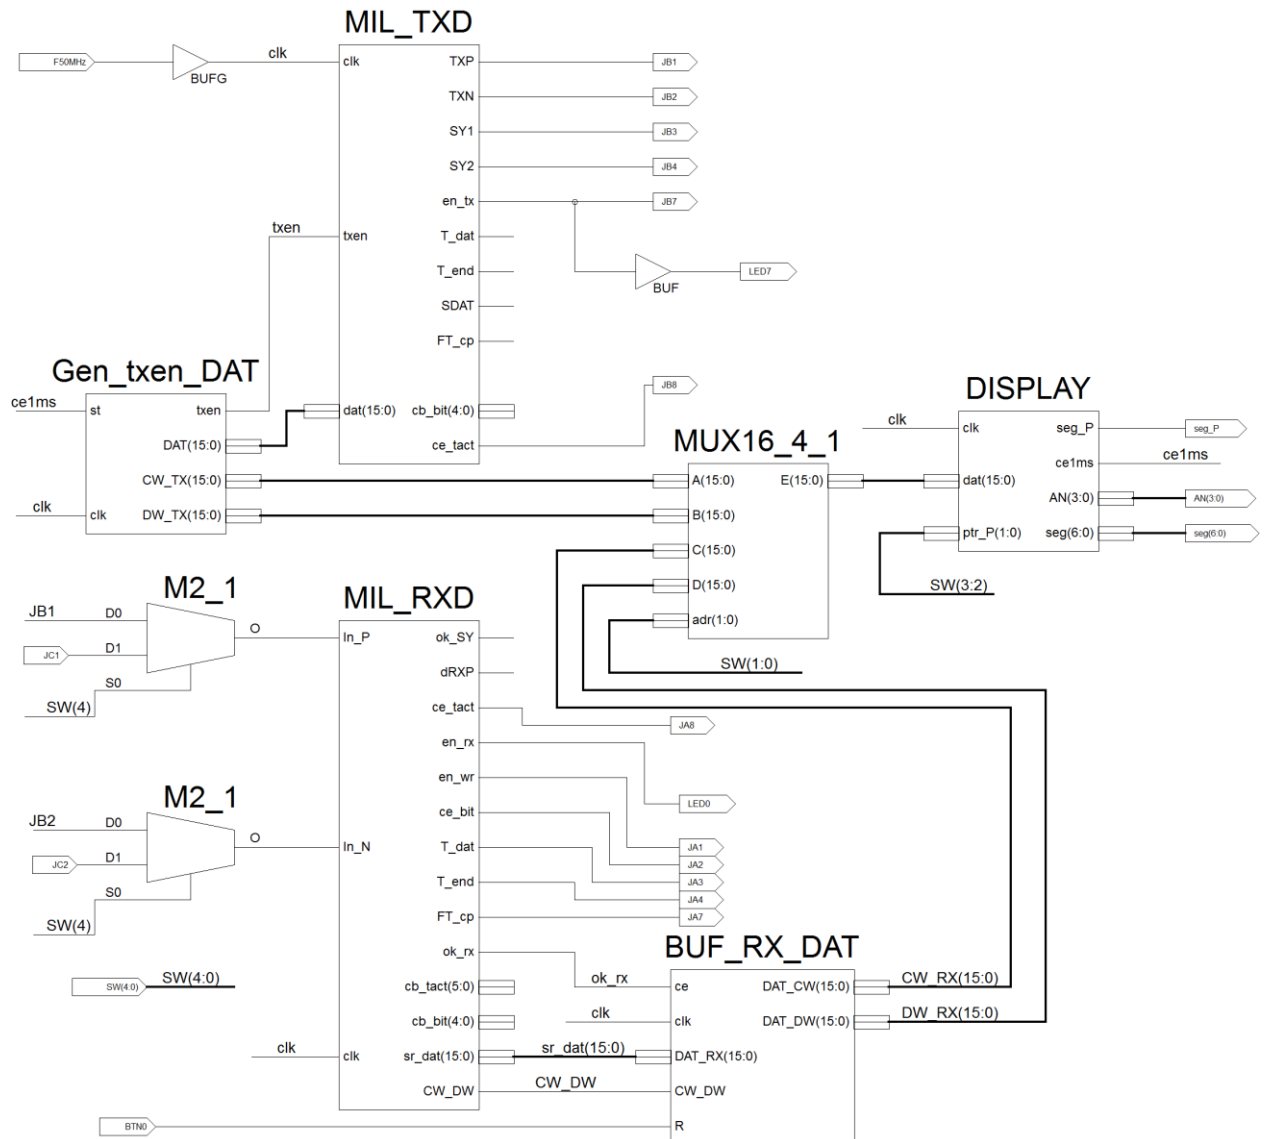 MIL_TXD
F50MHz
BUFG
clk
clk
TXP
JB1
TXN
JB2
SY1
JB3
SY2
JB4
en_tx
JB7
txen
txen
T_dat
T_end
BUF
LED7
SDAT
FT_cp
Gen_txen_DAT
JB8
DISPLAY
ce1ms
st
txen
dat(15:0)
cb_bit(4:0)
DAT(15:0)
ce_tact
MUX16_4_1
clk
clk
seg_P
seg_P
ce1ms
ce1ms
CW_TX(15:0)
A(15:0)
E(15:0)
dat(15:0)
AN(3:0)
AN(3:0)
clk
clk
DW_TX(15:0)
B(15:0)
ptr_P(1:0)
seg(6:0)
seg(6:0)
C(15:0)
D(15:0)
SW(3:2)
adr(1:0)
SW(1:0)
M2_1
MIL_RXD
JB1
D0
O
In_P
ok_SY
JC1
D1
dRXP
S0
SW(4)
ce_tact
JA8
en_rx
en_wr
LED0
M2_1
ce_bit
JB2
D0
O
In_N
T_dat
JA1
JC2
D1
JA2
JA3
S0
T_end
JA4
SW(4)
FT_cp
JA7
BUF_RX_DAT
ok_rx
SW(4:0)
SW(4:0)
cb_tact(5:0)
ok_rx
ce
DAT_CW(15:0)
CW_RX(15:0)
cb_bit(4:0)
clk
clk
DAT_DW(15:0)
DW_RX(15:0)
clk
clk
sr_dat(15:0)
sr_dat(15:0)
DAT_RX(15:0)
CW_DW
CW_DW
CW_DW
BTN0
R